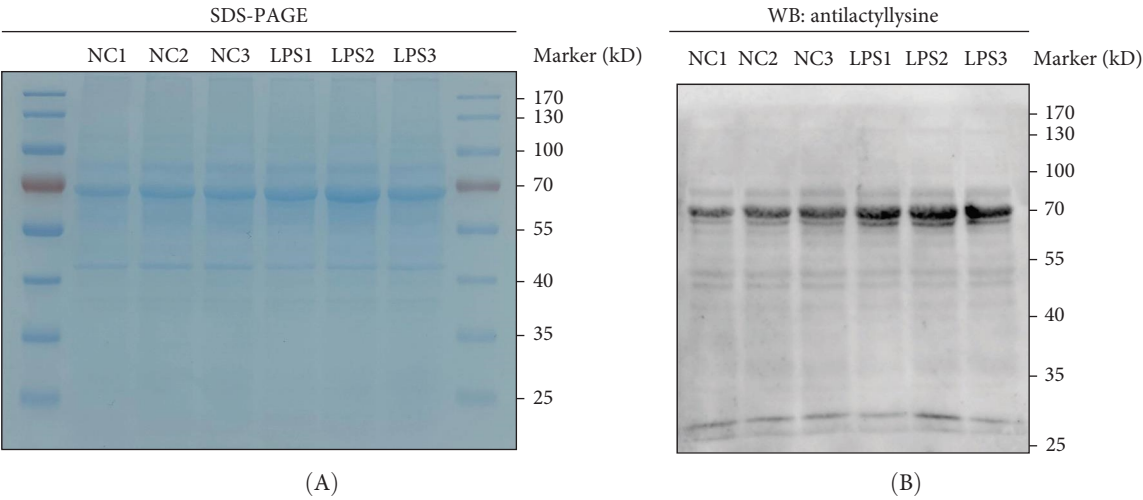 SDS-PAGE
NC1 NC2 NC3 LPS1 LPS2 LPS3 Marker (kD)
170
130
100
70
55
40
35
25
(A)
WB: antilactyllysine
NC1 NC2 NC3 LPS1 LPS2 LPS3 Marker (kD)
170
130
100
70
55
40
35
25
(B)